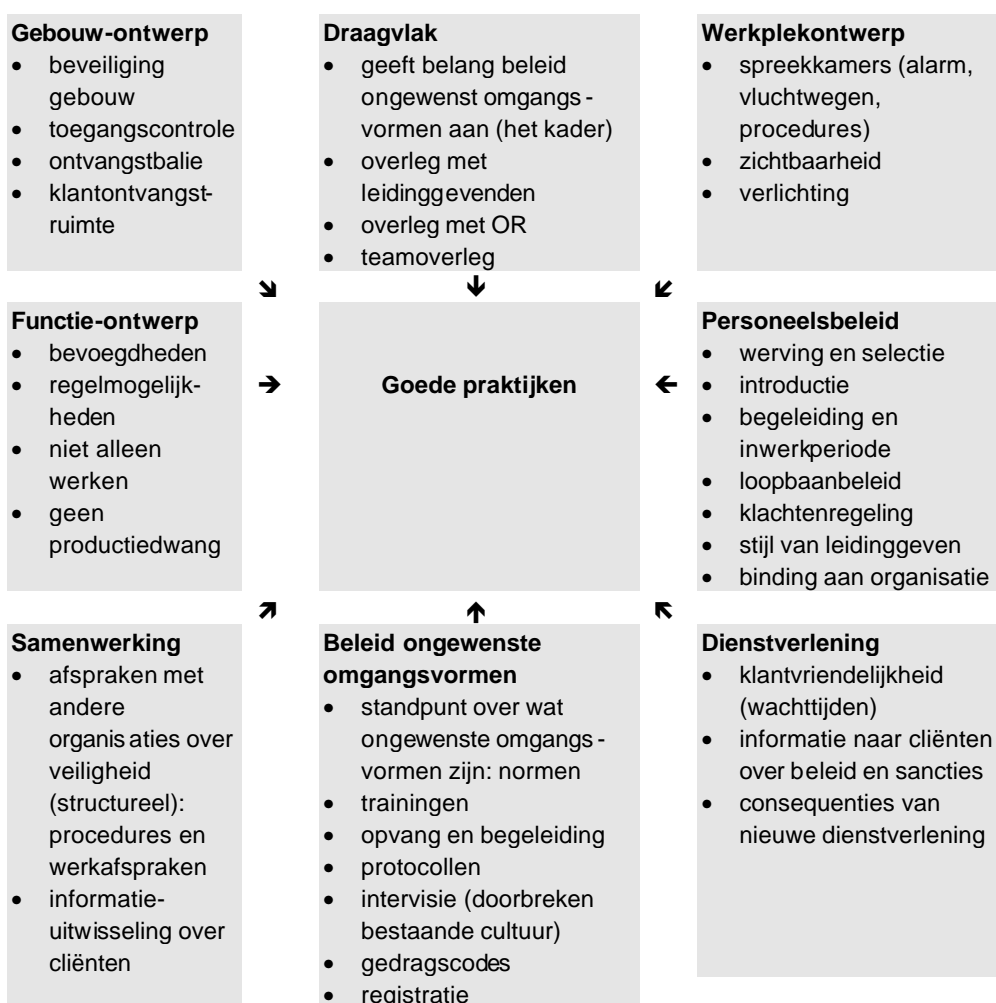 Gebouw-ontwerp
• beveiliging
gebouw
• toegangscontrole
• ontvangstbalie
• klantontvangst-
ruimte
Draagvlak
• geeft belang beleid
ongewenst omgangs-
vormen aan (het kader)
• overleg met
leidinggevenden
• overleg met OR
• teamoverleg
Werkplekontwerp
• spreekkamers (alarm,
vluchtwegen,
procedures)
• zichtbaarheid
• verlichting
Functie-ontwerp
• bevoegdheden
• regelmogelijk-
heden
• niet alleen
werken
• geen
productiedwang
Goede praktijken
Personeelsbeleid
• werving en selectie
• introductie
• begeleiding en
inwerkperiode
• loopbaanbeleid
• klachtenregeling
• stijl van leidinggeven
• binding aan organisatie
Samenwerking
• afspraken met
andere
organisaties over
veiligheid
(structureel):
procedures en
werkafspraken
• informatie-
uitwisseling over
cliënten
Beleid ongewenste
omgangsvormen
• standpunt over wat
ongewenste omgangs-
vormen zijn: normen
• trainingen
• opvang en begeleiding
• protocollen
• intervisie (doorbreken
bestaande cultuur)
• gedragscodes
• registratie
Dienstverlening
• klantvriendelijkheid
(wachttijden)
• informatie naar cliënten
over beleid en sancties
• consequenties van
nieuwe dienstverlening